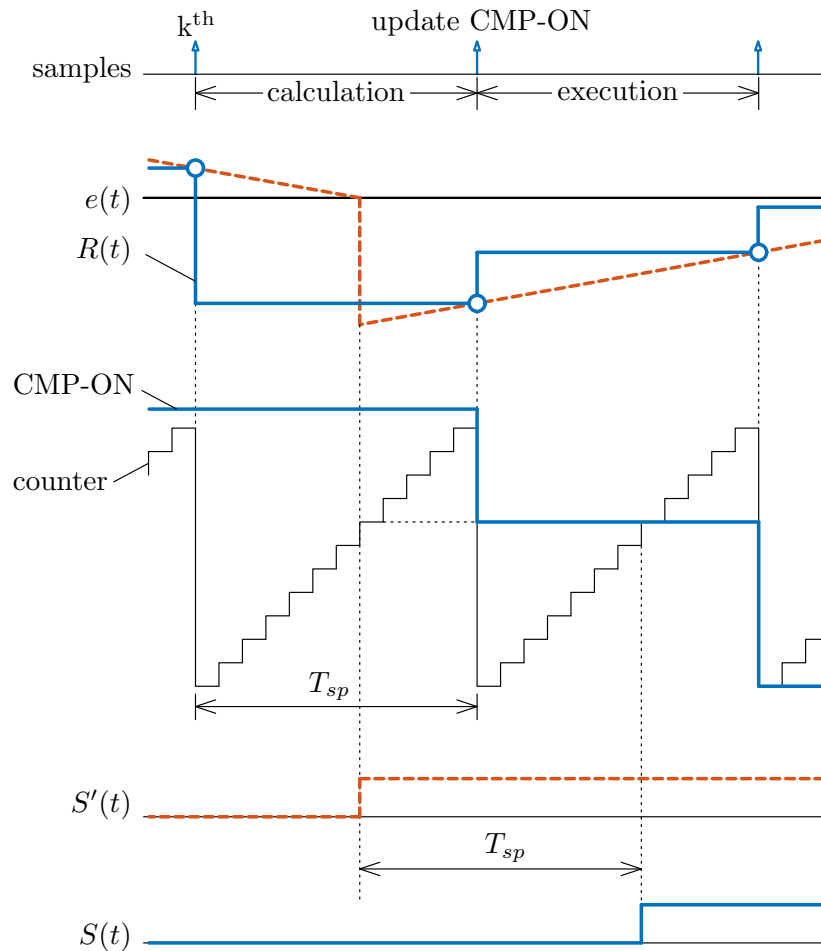 kᵗʰ
update CMP-ON
samples
calculation
execution
e(t)
R(t)
CMP-ON
counter
Tₛₚ
S′(t)
Tₛₚ
S(t)